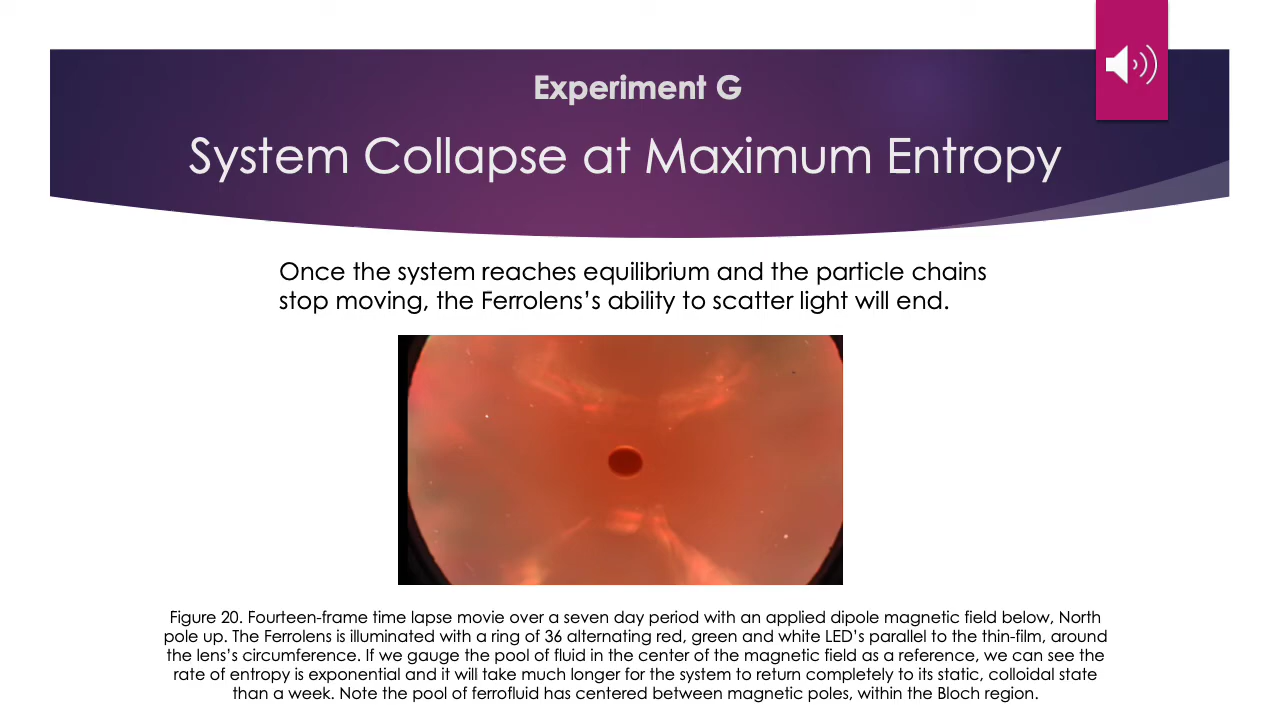 Experiment G
System Collapse at Maximum Entropy
Once the system reaches equilibrium and the particle chains
stop moving, the Ferrolens’s ability to scatter light will end.
Figure 20. Fourteen-frame time lapse movie over a seven day period with an applied dipole magnetic field below, North
pole up. The Ferrolens is illuminated with a ring of 36 alternating red, green and white LED’s parallel to the thin-film, around
the lens’s circumference. If we gauge the pool of fluid in the center of the magnetic field as a reference, we can see the
rate of entropy is exponential and it will take much longer for the system to return completely to its static, colloidal state
than a week. Note the pool of ferrofluid has centered between magnetic poles, within the Bloch region.